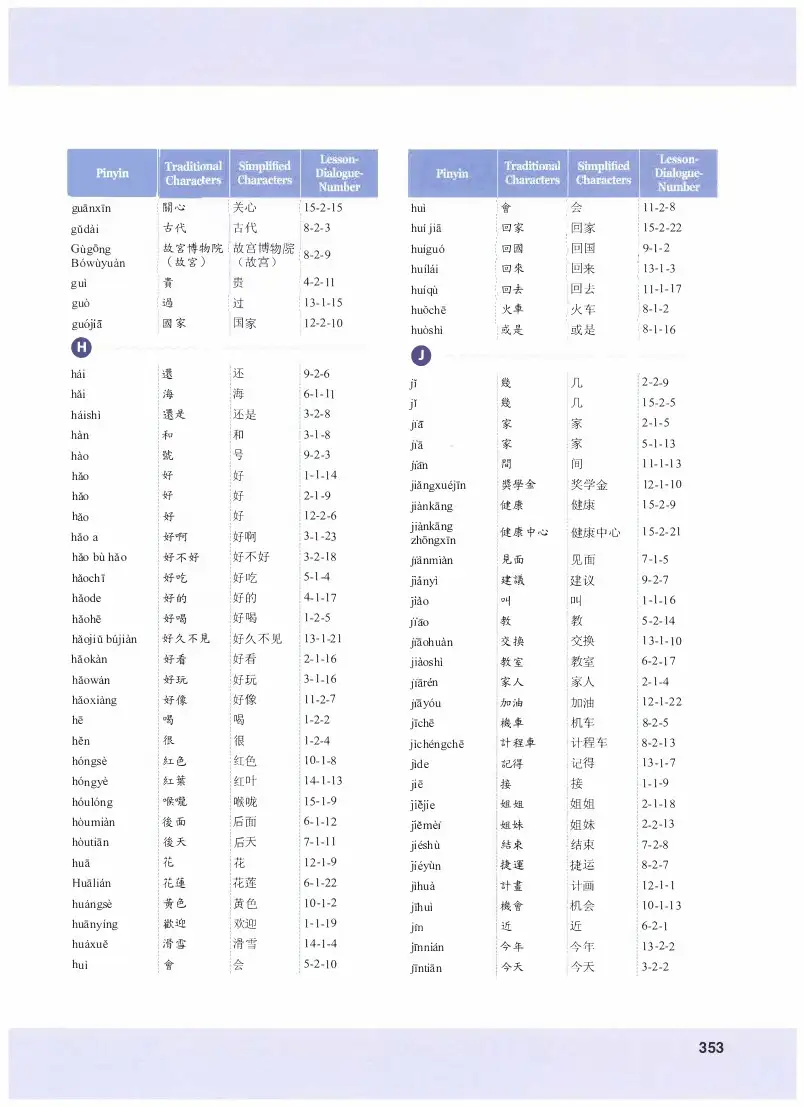 Pinyin Traditional Characters Simplified Characters Lesson-Dialogue-Number
guānxīn 關心 关心 15-2-15
gǔdài 古代 古代 8-2-3
Gùgōng Bówùyuàn 故宮博物院（故宮） 故宫博物院（故宫） 8-2-9
guì 貴 贵 4-2-11
guò 過 过 13-1-15
guójiā 國家 国家 12-2-10
H
hái 還 还 9-2-6
hǎi 海 海 6-1-11
háishì 還是 还是 3-2-8
hàn 和 和 3-1-8
hào 號 号 9-2-3
hǎo 好 好 1-1-14
hǎo 好 好 2-1-9
hǎo 好 好 12-2-6
hǎo a 好啊 好啊 3-1-23
hǎo bù hǎo 好不好 好不好 3-2-18
hǎochī 好吃 好吃 5-1-4
hǎode 好的 好的 4-1-17
hǎohē 好喝 好喝 1-2-5
hǎojiǔ bújiàn 好久不見 好久不见 13-1-21
hǎokàn 好看 好看 2-1-16
hǎowán 好玩 好玩 3-1-16
hǎoxiàng 好像 好像 11-2-7
hē 喝 喝 1-2-2
hěn 很 很 1-2-4
hóngsè 紅色 红色 10-1-8
hóngyè 紅葉 红叶 14-1-13
hóulóng 喉嚨 喉咙 15-1-9
hòumiàn 後面 后面 6-1-12
hòutiān 後天 后天 7-1-11
huā 花 花 12-1-9
Huālián 花蓮 花莲 6-1-22
huángsè 黃色 黄色 10-1-2
huānyíng 歡迎 欢迎 1-1-19
huáxuě 滑雪 滑雪 14-1-4
huì 會 会 5-2-10
Pinyin Traditional Characters Simplified Characters Lesson-Dialogue-Number
huì 會 会 11-2-8
huí jiā 回家 回家 15-2-22
huíguó 回國 回国 9-1-2
huílái 回來 回来 13-1-3
huíqù 回去 回去 11-1-17
huǒchē 火車 火车 8-1-2
huòshì 或是 或是 8-1-16
J
jǐ 幾 几 2-2-9
jǐ 幾 几 15-2-5
jiā 家 家 2-1-5
jiā 家 家 5-1-13
jiān 間 间 11-1-13
jiǎngxuéjīn 獎學金 奖学金 12-1-10
jiànkāng 健康 健康 15-2-9
jiànkāng zhōngxīn 健康中心 健康中心 15-2-21
jiànmiàn 見面 见面 7-1-5
jiànyì 建議 建议 9-2-7
jiào 叫 叫 1-1-16
jiāo 教 教 5-2-14
jiāohuàn 交換 交换 13-1-10
jiàoshì 教室 教室 6-2-17
jiārén 家人 家人 2-1-4
jiāyóu 加油 加油 12-1-22
jīchē 機車 机车 8-2-5
jìchéngchē 計程車 计程车 8-2-13
jìde 記得 记得 13-1-7
jiē 接 接 1-1-9
jiějie 姐姐 姐姐 2-1-18
jiěmèi 姐妹 姐妹 2-2-13
jiéshù 結束 结束 7-2-8
jiéyùn 捷運 捷运 8-2-7
jìhuà 計畫 计画 12-1-1
jīhuì 機會 机会 10-1-13
jìn 近 近 6-2-1
jīnnián 今年 今年 13-2-2
jīntiān 今天 今天 3-2-2
353